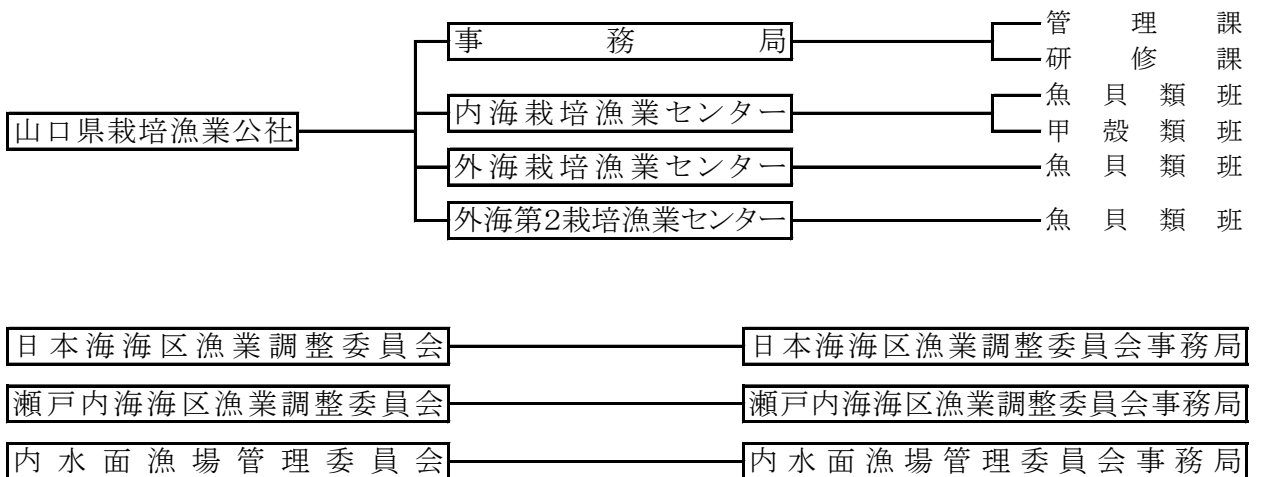 山口県栽培漁業公社
事務局
管理課
研修課
内海栽培漁業センター
魚貝類班
甲殻類班
外海栽培漁業センター
魚貝類班
外海第2栽培漁業センター
魚貝類班
日本海海区漁業調整委員会
日本海海区漁業調整委員会事務局
瀬戸内海海区漁業調整委員会
瀬戸内海海区漁業調整委員会事務局
内水面漁場管理委員会
内水面漁場管理委員会事務局